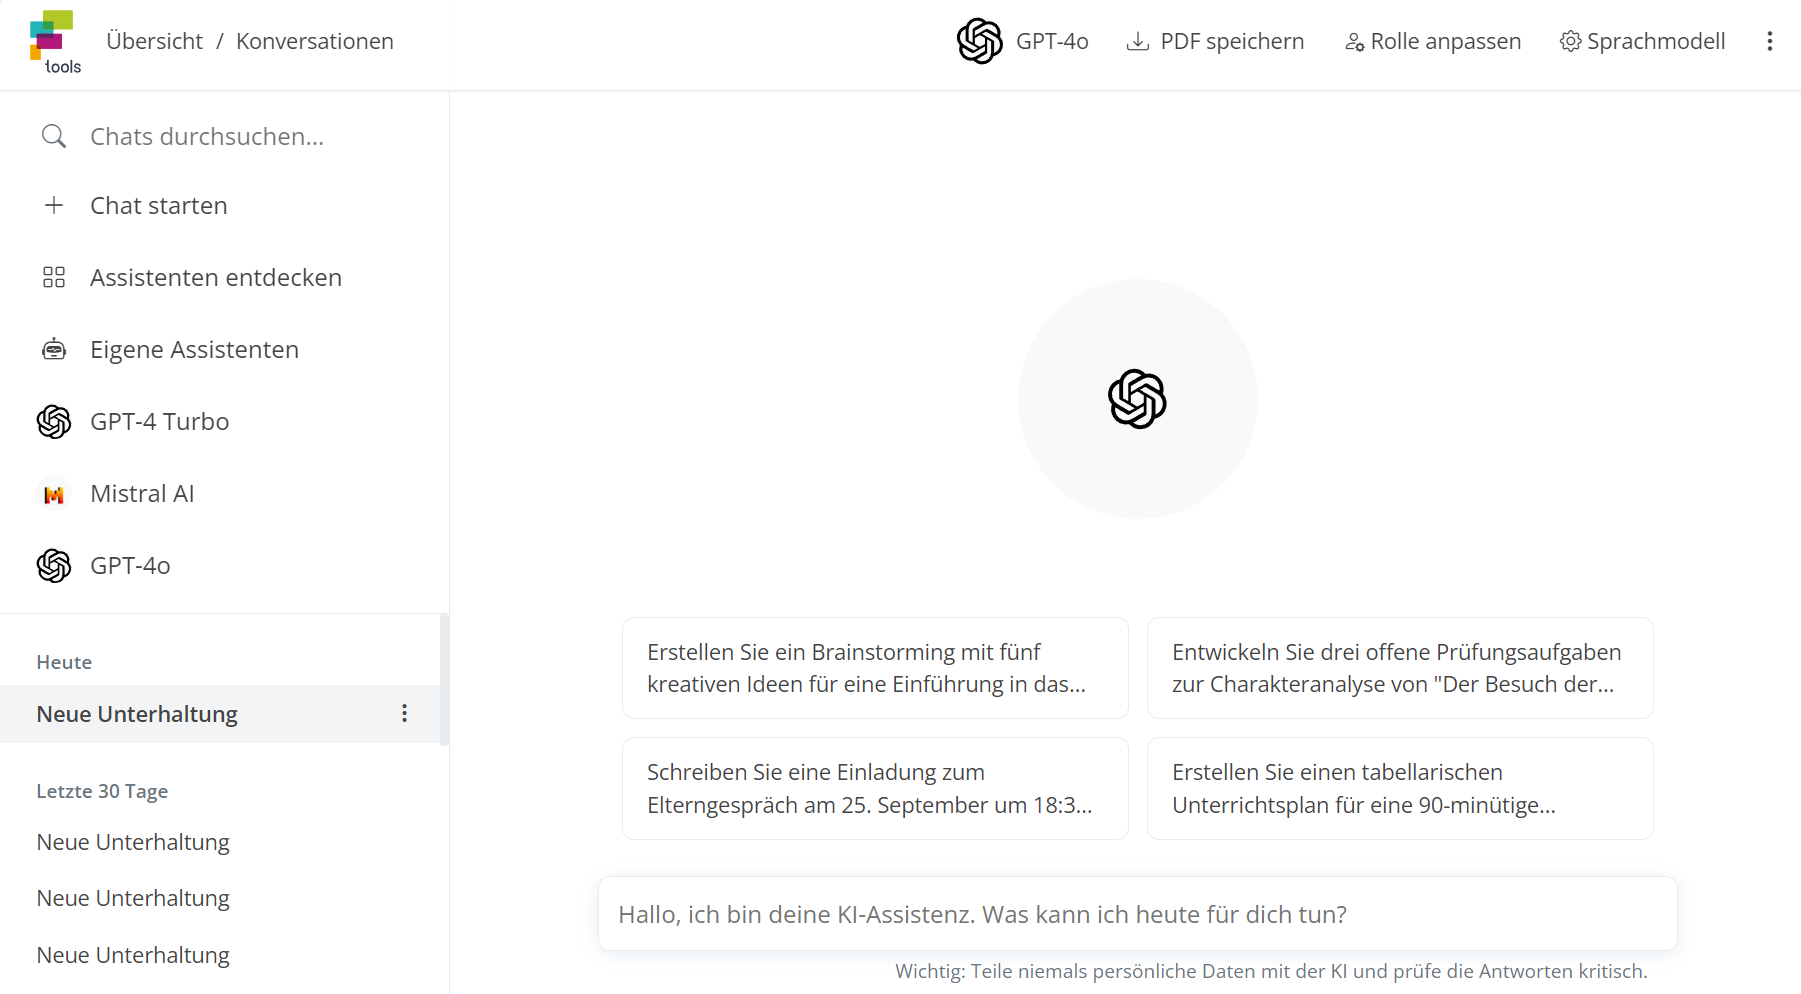 tools
Übersicht / Konversationen
GPT-4o
PDF speichern
Rolle anpassen
Sprachmodell
Chats durchsuchen...
Chat starten
Assistenten entdecken
Eigene Assistenten
GPT-4 Turbo
Mistral AI
GPT-4o
Heute
Neue Unterhaltung
Letzte 30 Tage
Neue Unterhaltung
Neue Unterhaltung
Neue Unterhaltung
Erstellen Sie ein Brainstorming mit fünf
kreativen Ideen für eine Einführung in das...
Entwickeln Sie drei offene Prüfungsaufgaben
zur Charakteranalyse von "Der Besuch der...
Schreiben Sie eine Einladung zum
Elterngespräch am 25. September um 18:3...
Erstellen Sie einen tabellarischen
Unterrichtsplan für eine 90-minütige...
Hallo, ich bin deine KI-Assistenz. Was kann ich heute für dich tun?
Wichtig: Teile niemals persönliche Daten mit der KI und prüfe die Antworten kritisch.